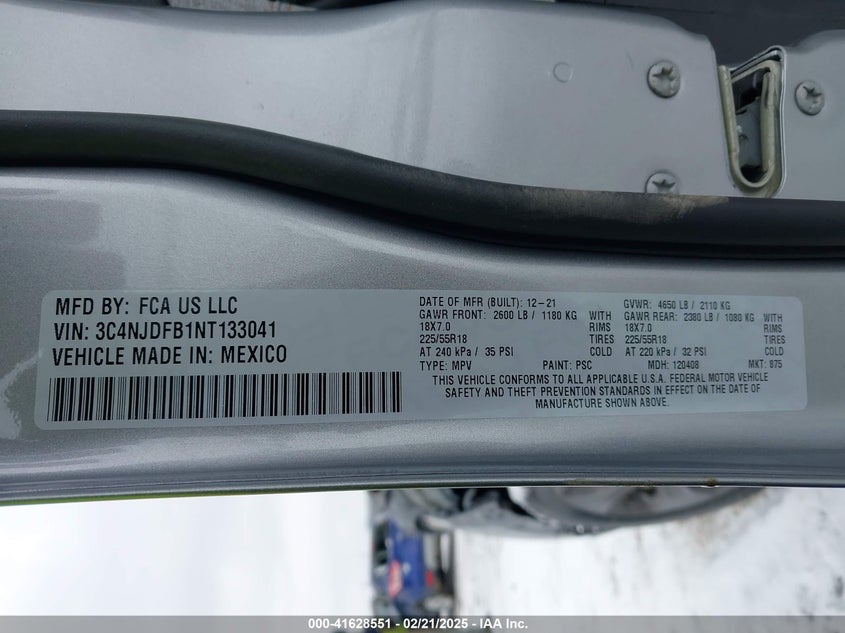 MFD BY: FCA US LLC
VIN: 3C4NJDFB1NT133041
VEHICLE MADE IN: MEXICO
DATE OF MFR (BUILT): 12-21 GVWR: 4650 LB / 2110 KG
GAWR FRONT: 2600 LB / 1180 KG WITH GAWR REAR: 2380 LB / 1080 KG WITH
18X7.0 RIMS 18X7.0 RIMS
225/55R18 TIRES 225/55R18 TIRES
AT 240 kPa / 35 PSI COLD AT 220 kPa / 32 PSI COLD
TYPE: MPV PAINT: PSC MDH: 120408 MKT: 875
THIS VEHICLE CONFORMS TO ALL APPLICABLE U.S.A. FEDERAL MOTOR VEHICLE
SAFETY AND THEFT PREVENTION STANDARDS IN EFFECT ON THE DATE OF
MANUFACTURE SHOWN ABOVE.
000-41628551 - 02/21/2025 - IAA Inc.